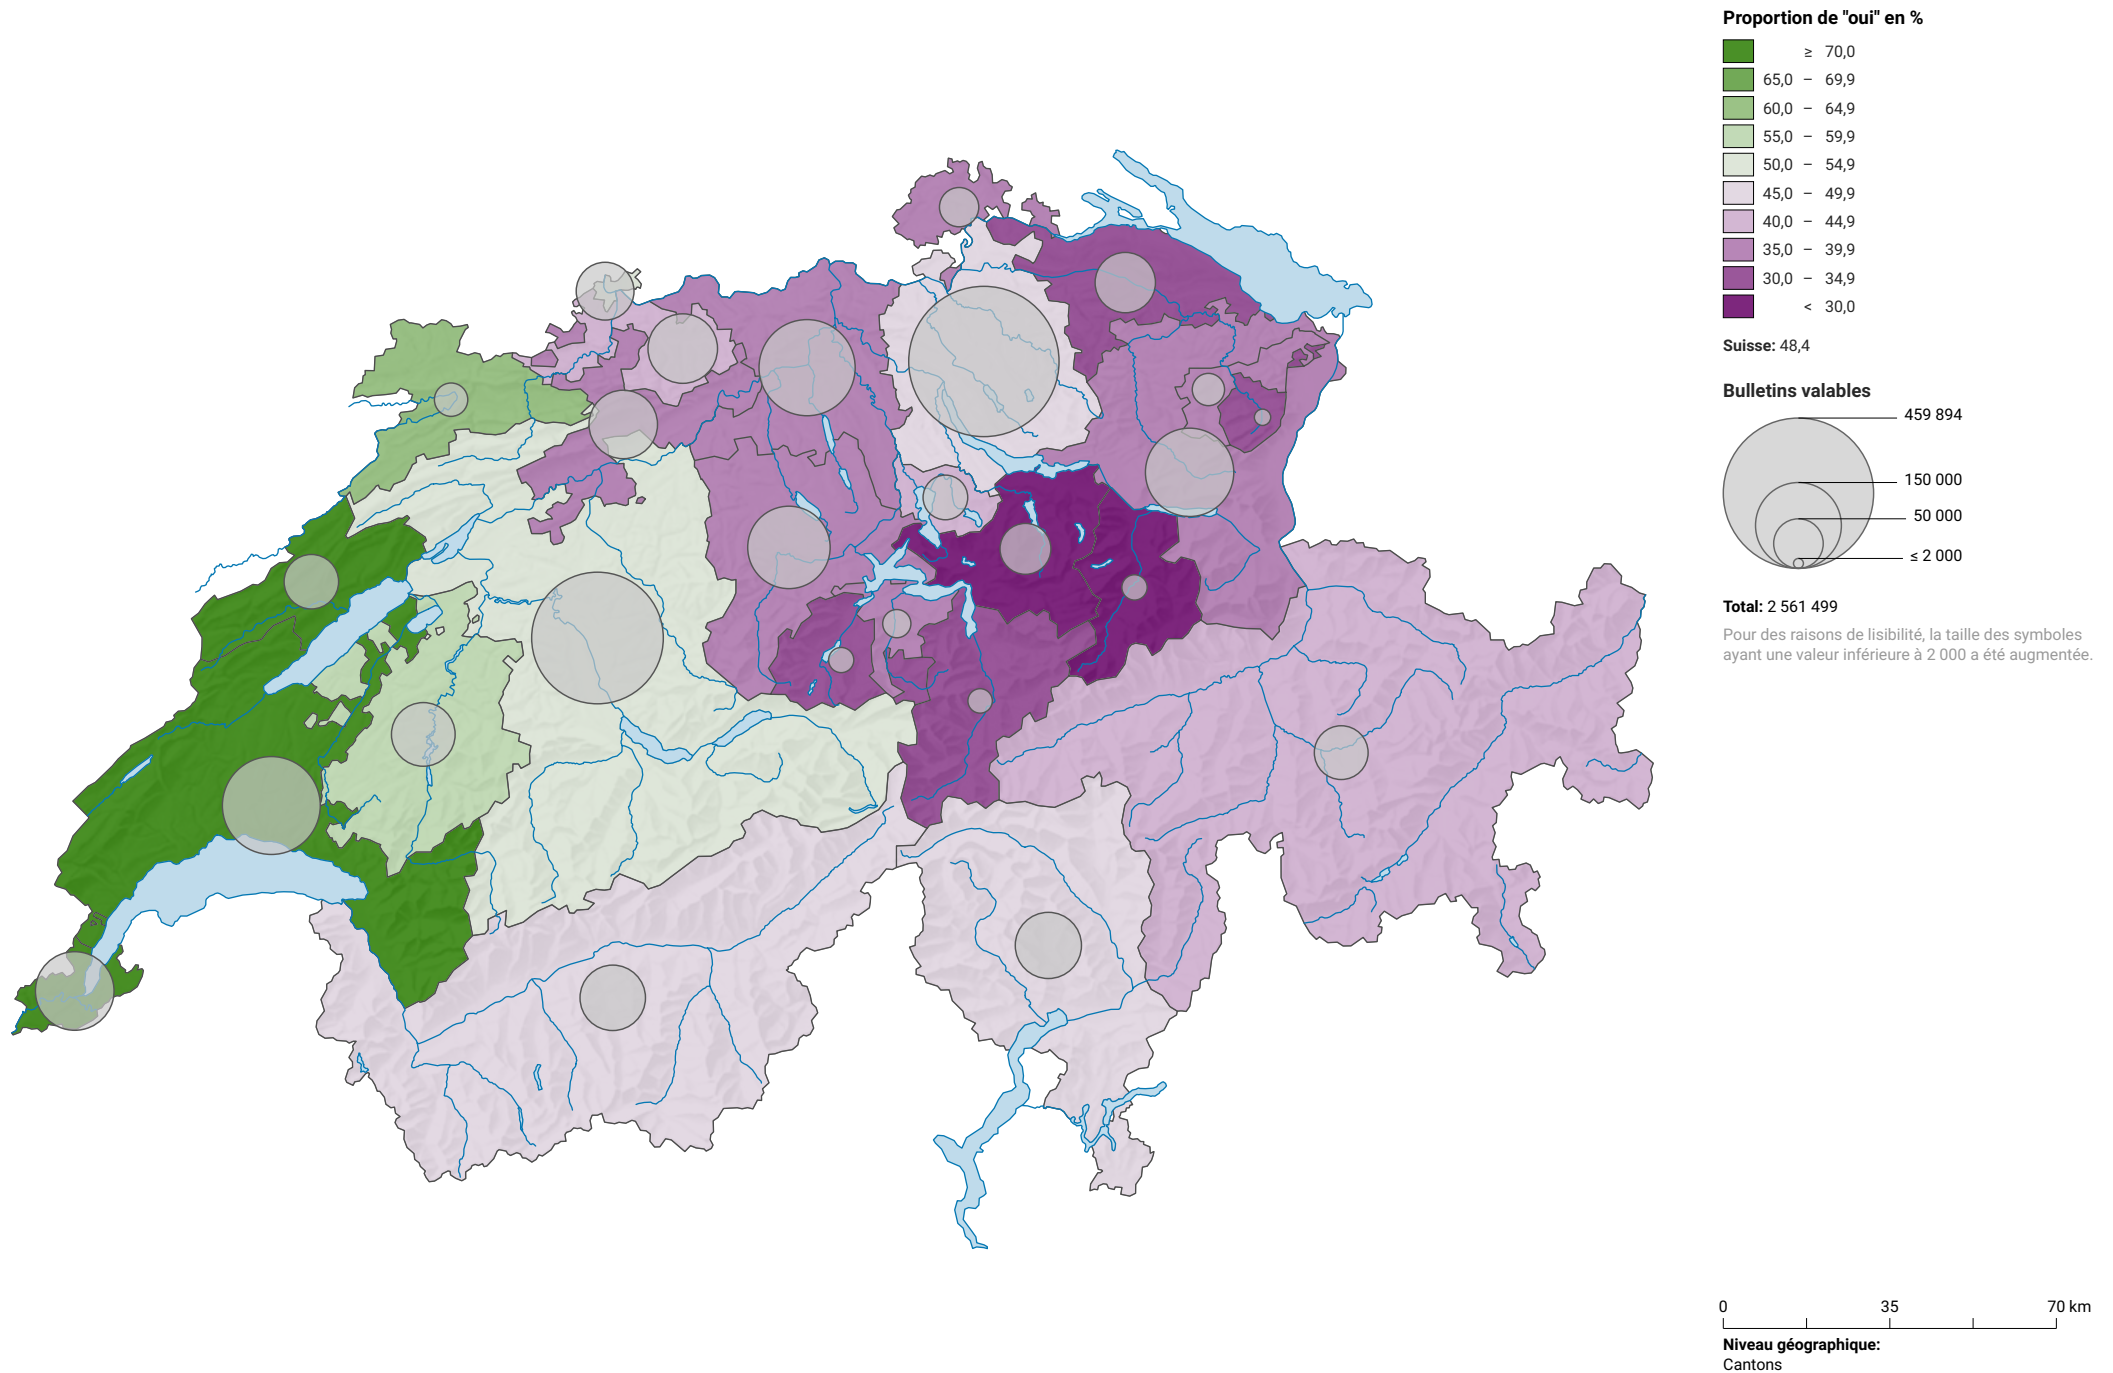 Proportion de "oui" en %
≥ 70,0
65,0 – 69,9
60,0 – 64,9
55,0 – 59,9
50,0 – 54,9
45,0 – 49,9
40,0 – 44,9
35,0 – 39,9
30,0 – 34,9
< 30,0
Suisse: 48,4
Bulletins valables
459 894
150 000
50 000
≤ 2 000
Total: 2 561 499
Pour des raisons de lisibilité, la taille des symboles
ayant une valeur inférieure à 2 000 a été augmentée.
0 35 70 km
Niveau géographique:
Cantons